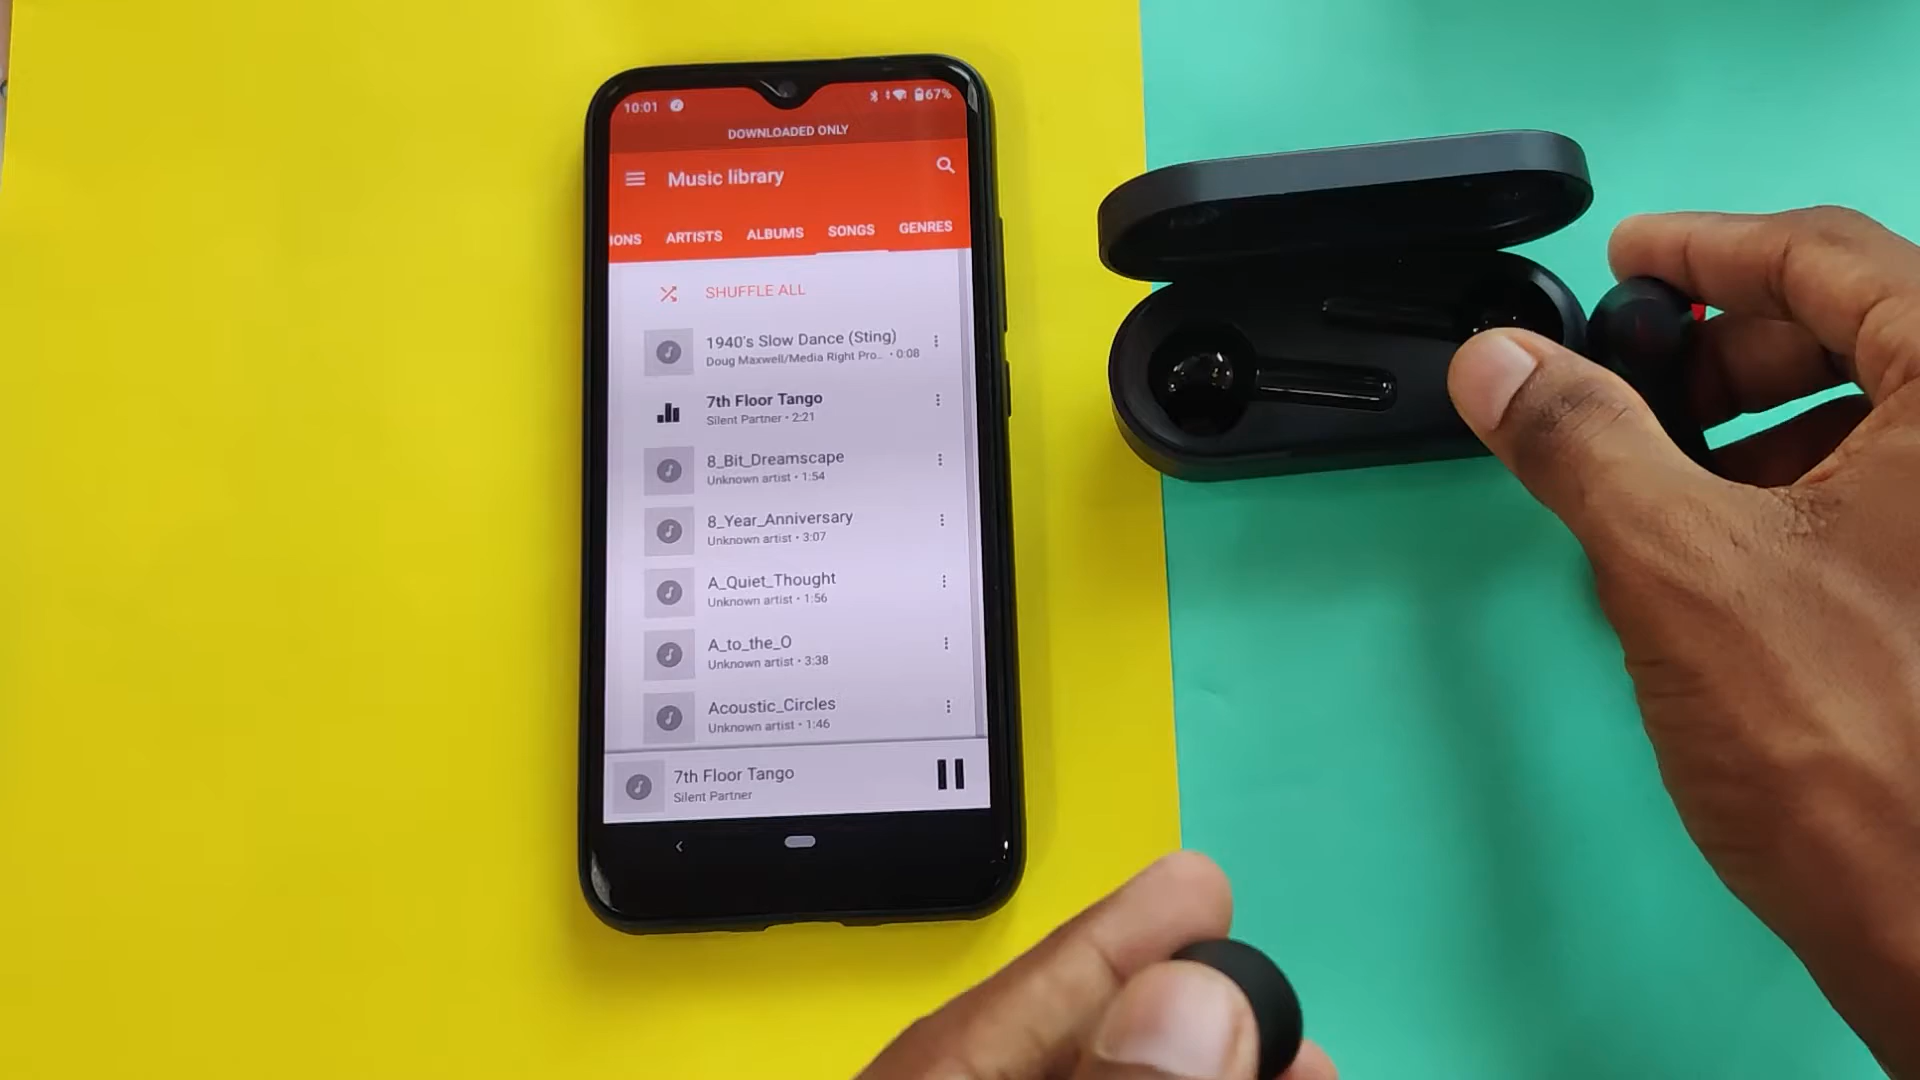 10:01 67%
DOWNLOADED ONLY
Music library
IONS ARTISTS ALBUMS SONGS GENRES
SHUFFLE ALL
1940's Slow Dance (Sting)
Doug Maxwell/Media Right Pro... • 0:08
7th Floor Tango
Silent Partner • 2:21
8_Bit_Dreamscape
Unknown artist • 1:54
8_Year_Anniversary
Unknown artist • 3:07
A_Quiet_Thought
Unknown artist • 1:56
A_to_the_O
Unknown artist • 3:38
Acoustic_Circles
Unknown artist • 1:46
7th Floor Tango
Silent Partner